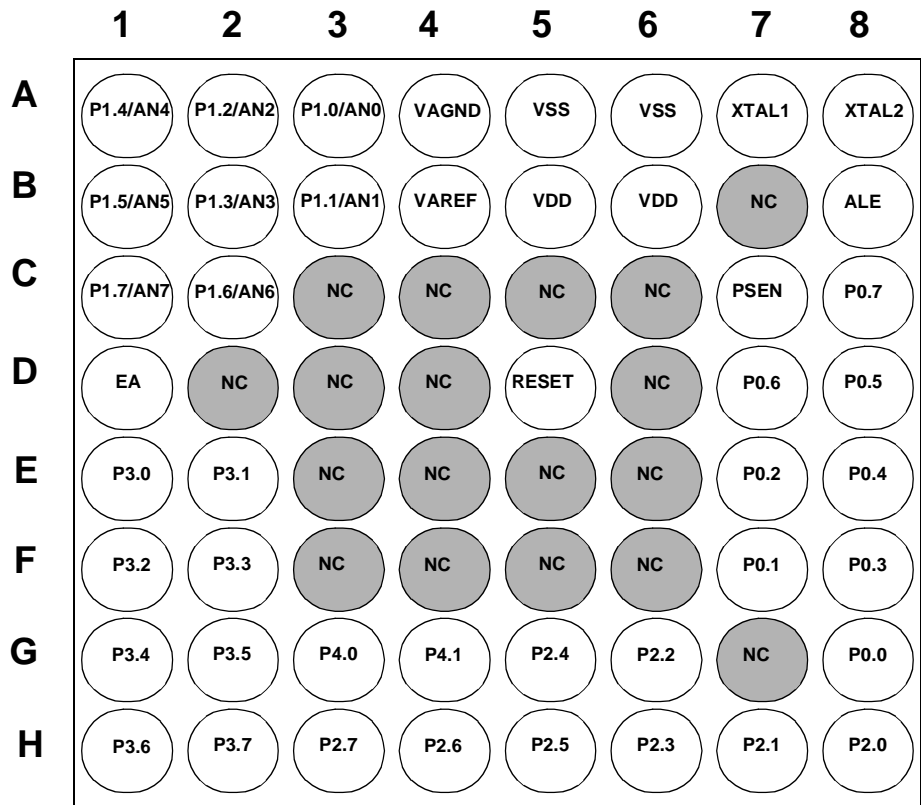 1 2 3 4 5 6 7 8
A P1.4/AN4 P1.2/AN2 P1.0/AN0 VAGND VSS VSS XTAL1 XTAL2
B P1.5/AN5 P1.3/AN3 P1.1/AN1 VAREF VDD VDD NC ALE
C P1.7/AN7 P1.6/AN6 NC NC NC NC PSEN P0.7
D EA NC NC NC RESET NC P0.6 P0.5
E P3.0 P3.1 NC NC NC NC P0.2 P0.4
F P3.2 P3.3 NC NC NC NC P0.1 P0.3
G P3.4 P3.5 P4.0 P4.1 P2.4 P2.2 NC P0.0
H P3.6 P3.7 P2.7 P2.6 P2.5 P2.3 P2.1 P2.0